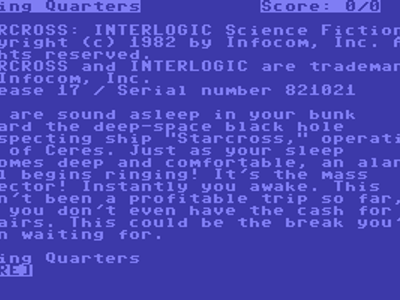 ing Quarters Score: 0/0
RCROSS: INTERLOGIC Science Fiction
yright (c) 1982 by Infocom, Inc. A
hts reserved.
RCROSS and INTERLOGIC are trademar
Infocom, Inc.
ease 17 / Serial number 821021
are sound asleep in your bunk
ard the deep-space black hole
specting ship "Starcross," operati
of Ceres. Just as your sleep
omes deep and comfortable, an alar
l begins ringing! It's the mass
ector! Instantly you awake. This
n't been a profitable trip so far,
you don't even have the cash for
airs. This could be the break you'
n waiting for.
ing Quarters
RE]